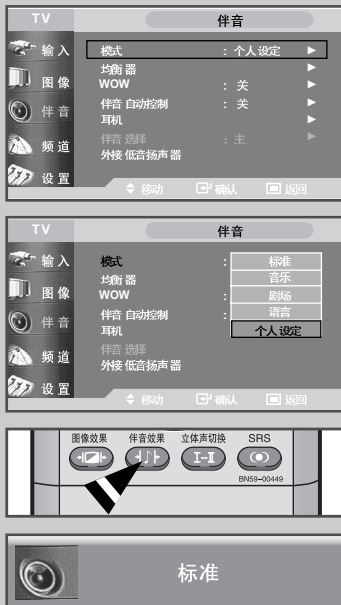 TV 伴音
输入 模式 : 个人设定 ►
均衡器 ►
图像 WOW : 关 ►
伴音 伴音 自动控制 : 关 ►
耳机 ►
频道 伴音 选择 : 主 ►
外接 低音扬声器
设置
移动 确认 返回
TV 伴音
输入 模式 : 标准
均衡器 音乐
图像 WOW : 剧场
伴音 伴音 自动控制 : 语言
耳机 个人设定
频道 伴音 选择
外接 低音扬声器
设置
移动 确认 返回
图像效果 伴音效果 立体声切换 SRS
I-II
BN59-00449
标准